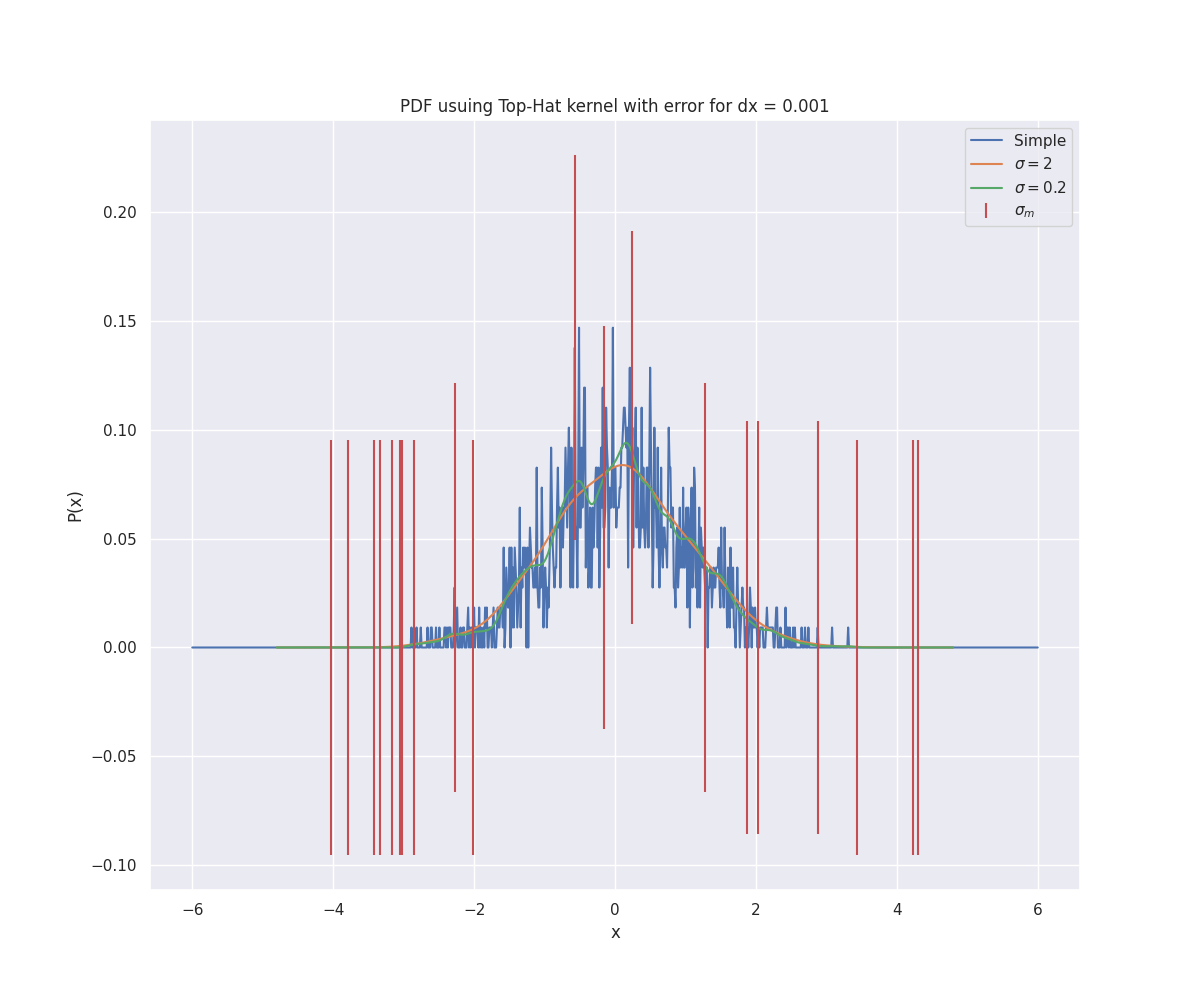 PDF usuing Top-Hat kernel with error for dx = 0.001
Simple
σ = 2
σ = 0.2
σₘ
P(x)
0.20
0.15
0.10
0.05
0.00
−0.05
−0.10
−6 −4 −2 0 2 4 6
x